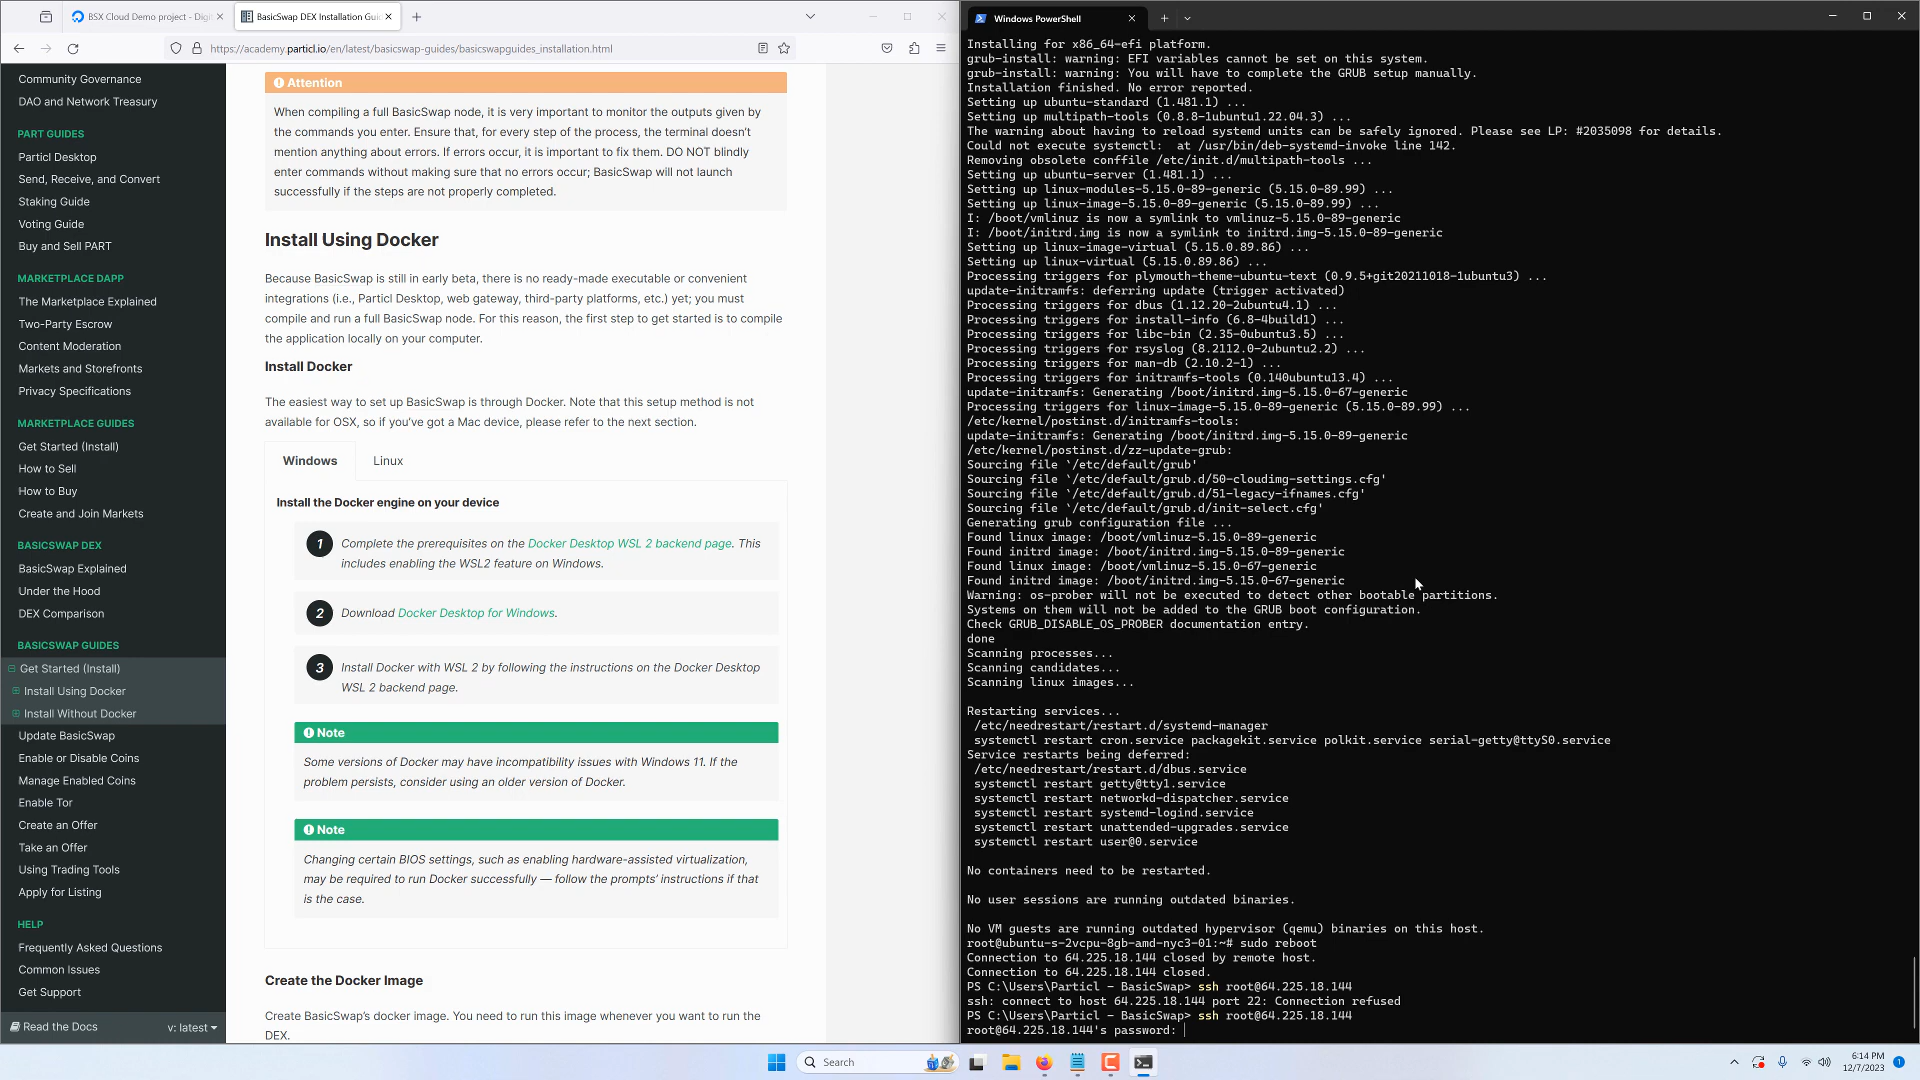 BSX Cloud Demo project - Digi
BasicSwap DEX Installation Gui
https://academy.particl.io/en/latest/basicswap-guides/basicswapguides_installation.html
Community Governance
DAO and Network Treasury
PART GUIDES
Particl Desktop
Send, Receive, and Convert
Staking Guide
Voting Guide
Buy and Sell PART
MARKETPLACE DAPP
The Marketplace Explained
Two-Party Escrow
Content Moderation
Markets and Storefronts
Privacy Specifications
MARKETPLACE GUIDES
Get Started (Install)
How to Sell
How to Buy
Create and Join Markets
BASICSWAP DEX
BasicSwap Explained
Under the Hood
DEX Comparison
BASICSWAP GUIDES
Get Started (Install)
Install Using Docker
Install Without Docker
Update BasicSwap
Enable or Disable Coins
Manage Enabled Coins
Enable Tor
Create an Offer
Take an Offer
Using Trading Tools
Apply for Listing
HELP
Frequently Asked Questions
Common Issues
Get Support
Read the Docs v: latest
Attention
When compiling a full BasicSwap node, it is very important to monitor the outputs given by
the commands you enter. Ensure that, for every step of the process, the terminal doesn't
mention anything about errors. If errors occur, it is important to fix them. DO NOT blindly
enter commands without making sure that no errors occur; BasicSwap will not launch
successfully if the steps are not properly completed.
Install Using Docker
Because BasicSwap is still in early beta, there is no ready-made executable or convenient
integrations (i.e., Particl Desktop, web gateway, third-party platforms, etc.) yet; you must
compile and run a full BasicSwap node. For this reason, the first step to get started is to compile
the application locally on your computer.
Install Docker
The easiest way to set up BasicSwap is through Docker. Note that this setup method is not
available for OSX, so if you've got a Mac device, please refer to the next section.
Windows Linux
Install the Docker engine on your device
1 Complete the prerequisites on the Docker Desktop WSL 2 backend page. This
includes enabling the WSL2 feature on Windows.
2 Download Docker Desktop for Windows.
3 Install Docker with WSL 2 by following the instructions on the Docker Desktop
WSL 2 backend page.
Note
Some versions of Docker may have incompatibility issues with Windows 11. If the
problem persists, consider using an older version of Docker.
Note
Changing certain BIOS settings, such as enabling hardware-assisted virtualization,
may be required to run Docker successfully — follow the prompts' instructions if that
is the case.
Create the Docker Image
Create BasicSwap's docker image. You need to run this image whenever you want to run the
DEX.
Windows PowerShell
Installing for x86_64-efi platform.
grub-install: warning: EFI variables cannot be set on this system.
grub-install: warning: You will have to complete the GRUB setup manually.
Installation finished. No error reported.
Setting up ubuntu-standard (1.481.1) ...
Setting up multipath-tools (0.8.8-1ubuntu1.22.04.3) ...
The warning about having to reload systemd units can be safely ignored. Please see LP: #2035098 for details.
Could not execute systemctl:  at /usr/bin/deb-systemd-invoke line 142.
Removing obsolete conffile /etc/init.d/multipath-tools ...
Setting up ubuntu-server (1.481.1) ...
Setting up linux-modules-5.15.0-89-generic (5.15.0-89.99) ...
Setting up linux-image-5.15.0-89-generic (5.15.0-89.99) ...
I: /boot/vmlinuz is now a symlink to vmlinuz-5.15.0-89-generic
I: /boot/initrd.img is now a symlink to initrd.img-5.15.0-89-generic
Setting up linux-image-virtual (5.15.0.89.86) ...
Setting up linux-virtual (5.15.0.89.86) ...
Processing triggers for plymouth-theme-ubuntu-text (0.9.5+git20211018-1ubuntu3) ...
update-initramfs: deferring update (trigger activated)
Processing triggers for dbus (1.12.20-2ubuntu4.1) ...
Processing triggers for install-info (6.8-4build1) ...
Processing triggers for libc-bin (2.35-0ubuntu3.5) ...
Processing triggers for rsyslog (8.2112.0-2ubuntu2.2) ...
Processing triggers for man-db (2.10.2-1) ...
Processing triggers for initramfs-tools (0.140ubuntu13.4) ...
update-initramfs: Generating /boot/initrd.img-5.15.0-67-generic
Processing triggers for linux-image-5.15.0-89-generic (5.15.0-89.99) ...
/etc/kernel/postinst.d/initramfs-tools:
update-initramfs: Generating /boot/initrd.img-5.15.0-89-generic
/etc/kernel/postinst.d/zz-update-grub:
Sourcing file `/etc/default/grub'
Sourcing file `/etc/default/grub.d/50-cloudimg-settings.cfg'
Sourcing file `/etc/default/grub.d/51-legacy-ifnames.cfg'
Sourcing file `/etc/default/grub.d/init-select.cfg'
Generating grub configuration file ...
Found linux image: /boot/vmlinuz-5.15.0-89-generic
Found initrd image: /boot/initrd.img-5.15.0-89-generic
Found linux image: /boot/vmlinuz-5.15.0-67-generic
Found initrd image: /boot/initrd.img-5.15.0-67-generic
Warning: os-prober will not be executed to detect other bootable partitions.
Systems on them will not be added to the GRUB boot configuration.
Check GRUB_DISABLE_OS_PROBER documentation entry.
done
Scanning processes...
Scanning candidates...
Scanning linux images...
Restarting services...
/etc/needrestart/restart.d/systemd-manager
systemctl restart cron.service packagekit.service polkit.service serial-getty@ttyS0.service
Service restarts being deferred:
/etc/needrestart/restart.d/dbus.service
systemctl restart getty@tty1.service
systemctl restart networkd-dispatcher.service
systemctl restart systemd-logind.service
systemctl restart unattended-upgrades.service
systemctl restart user@0.service
No containers need to be restarted.
No user sessions are running outdated binaries.
No VM guests are running outdated hypervisor (qemu) binaries on this host.
root@ubuntu-s-2vcpu-8gb-amd-nyc3-01:~# sudo reboot
Connection to 64.225.18.144 closed by remote host.
Connection to 64.225.18.144 closed.
PS C:\Users\Particl - BasicSwap> ssh root@64.225.18.144
ssh: connect to host 64.225.18.144 port 22: Connection refused
PS C:\Users\Particl - BasicSwap> ssh root@64.225.18.144
root@64.225.18.144's password:
Search
6:14 PM
12/7/2023
1